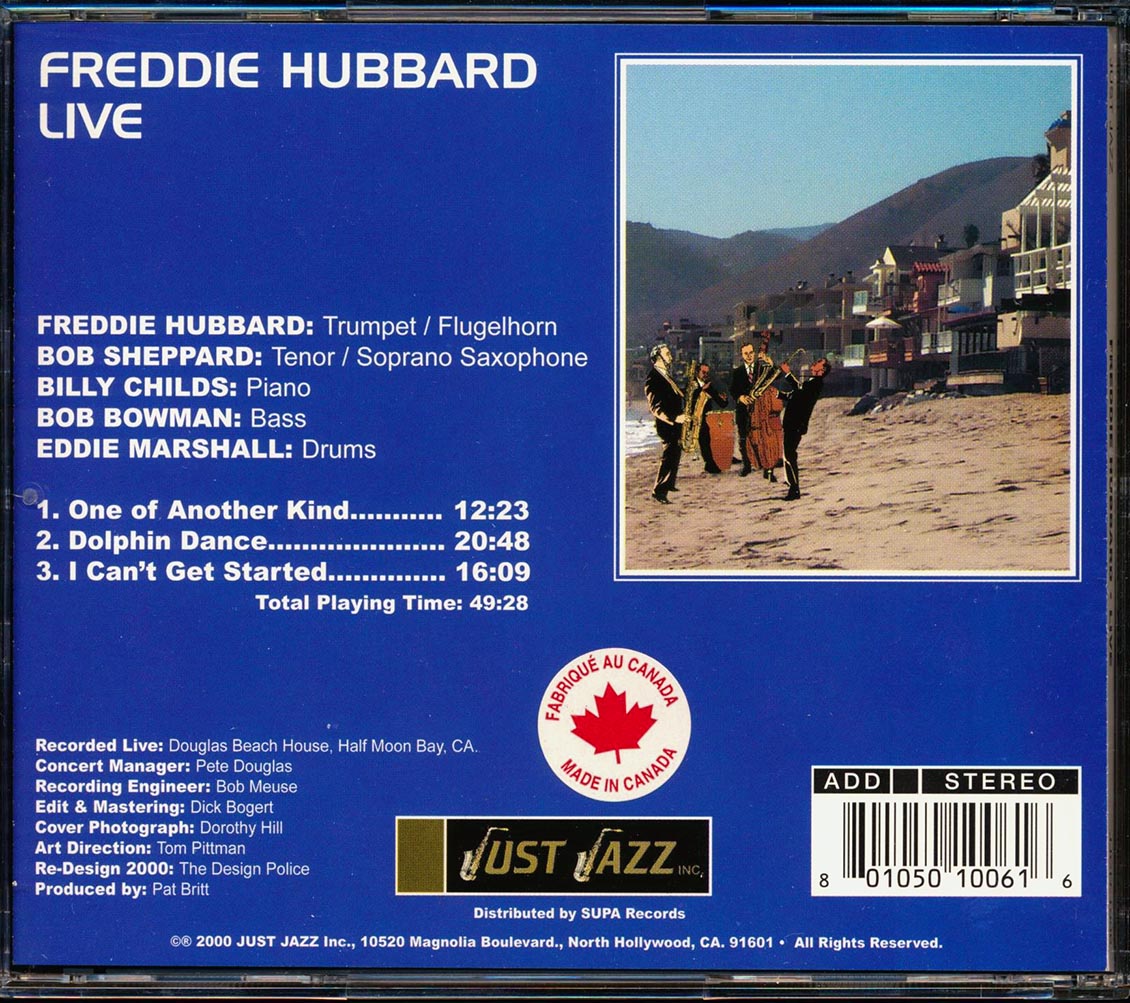 FREDDIE HUBBARD
LIVE
FREDDIE HUBBARD: Trumpet / Flugelhorn
BOB SHEPPARD: Tenor / Soprano Saxophone
BILLY CHILDS: Piano
BOB BOWMAN: Bass
EDDIE MARSHALL: Drums
1. One of Another Kind........... 12:23
2. Dolphin Dance...................... 20:48
3. I Can't Get Started.............. 16:09
Total Playing Time: 49:28
FABRIQUÉ AU CANADA
MADE IN CANADA
Recorded Live: Douglas Beach House, Half Moon Bay, CA.
Concert Manager: Pete Douglas
Recording Engineer: Bob Meuse
Edit & Mastering: Dick Bogert
Cover Photograph: Dorothy Hill
Art Direction: Tom Pittman
Re-Design 2000: The Design Police
Produced by: Pat Britt
JUST JAZZ INC.
ADD STEREO
8 01050 10061 6
Distributed by SUPA Records
©® 2000 JUST JAZZ Inc., 10520 Magnolia Boulevard., North Hollywood, CA. 91601 • All Rights Reserved.